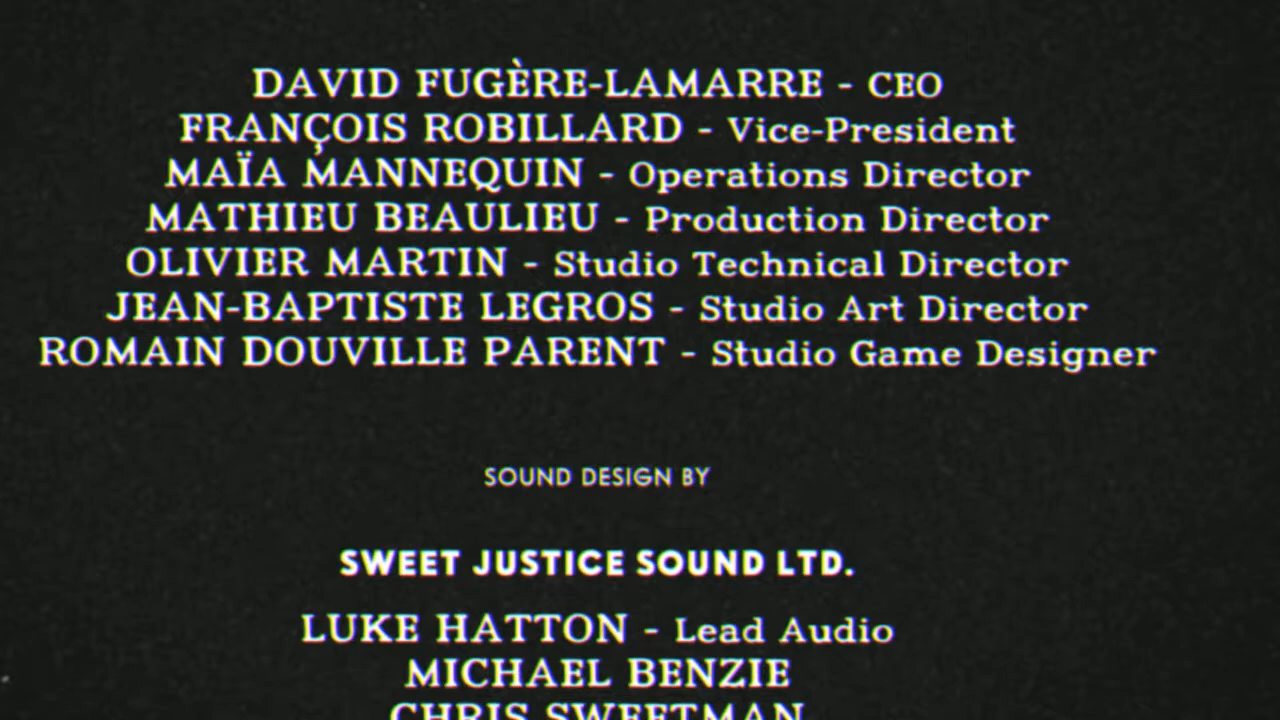 DAVID FUGÈRE-LAMARRE - CEO
FRANÇOIS ROBILLARD - Vice-President
MAÏA MANNEQUIN - Operations Director
MATHIEU BEAULIEU - Production Director
OLIVIER MARTIN - Studio Technical Director
JEAN-BAPTISTE LEGROS - Studio Art Director
ROMAIN DOUVILLE PARENT - Studio Game Designer
SOUND DESIGN BY
SWEET JUSTICE SOUND LTD.
LUKE HATTON - Lead Audio
MICHAEL BENZIE
CHRIS SWEETMAN